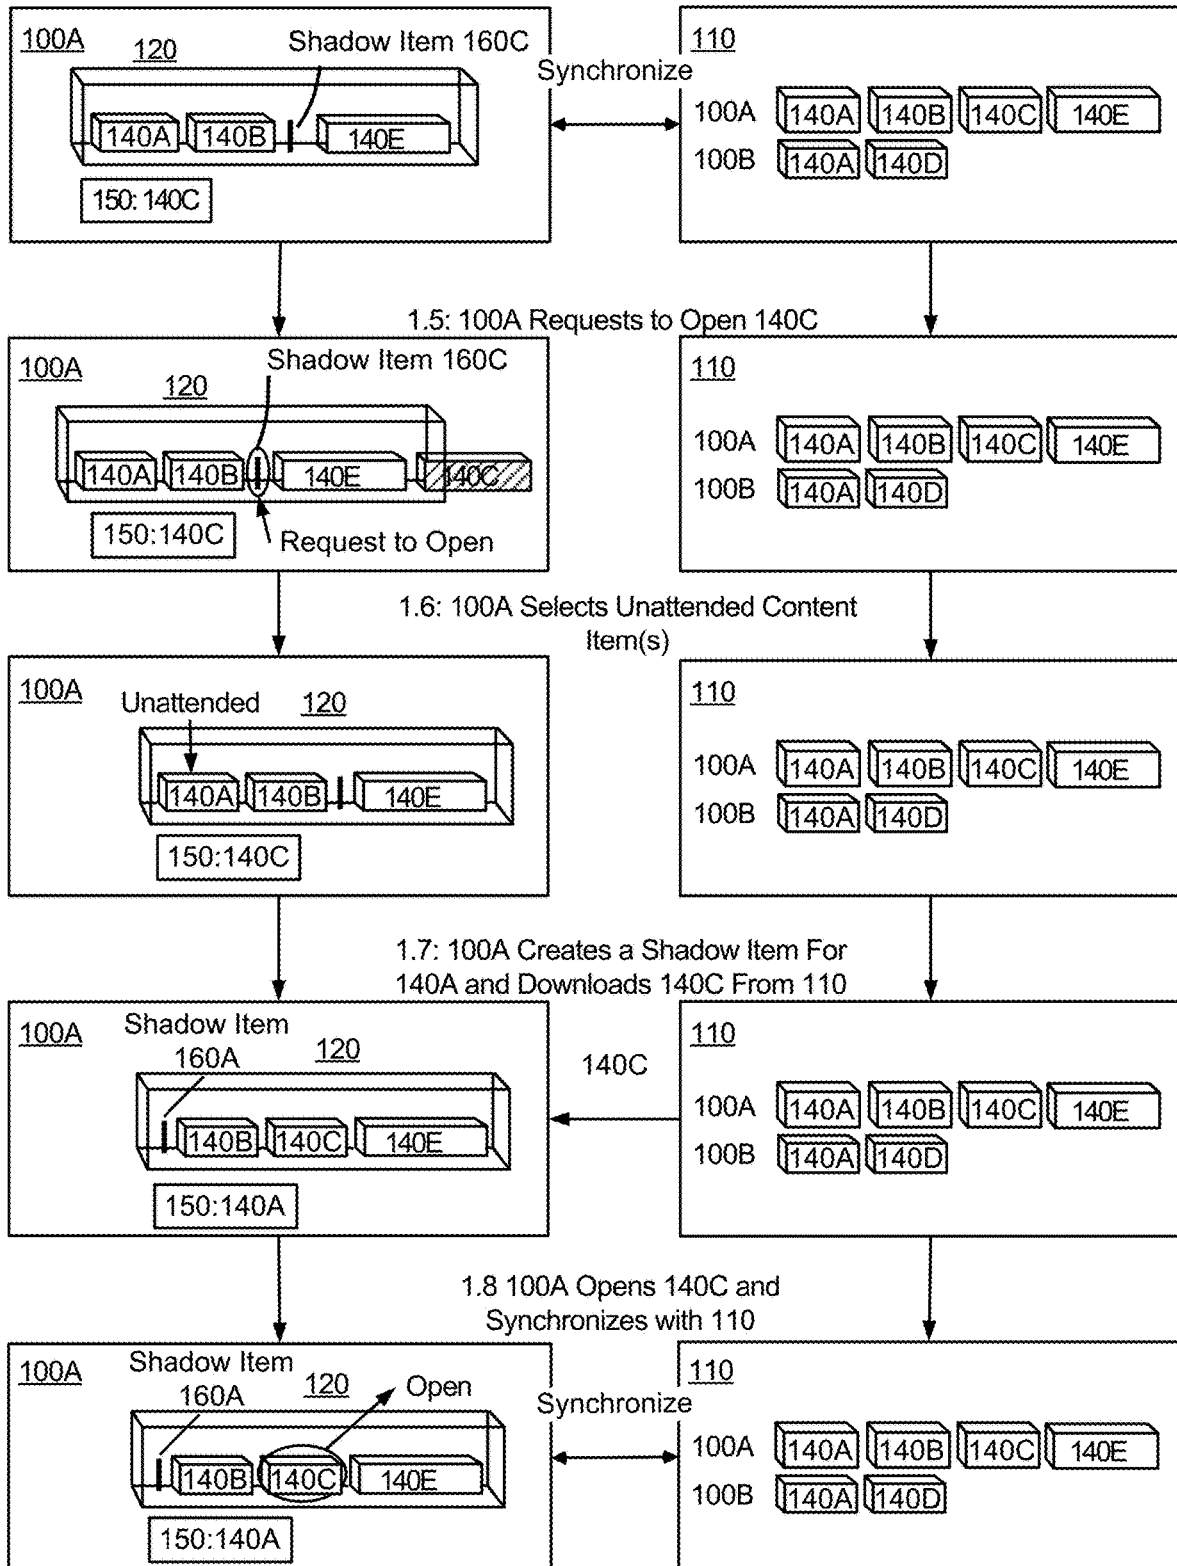 100A
120
Shadow Item 160C
140A
140B
140E
150:140C
Synchronize
110
100A
140A
140B
140C
140E
100B
140A
140D
1.5: 100A Requests to Open 140C
100A
120
Shadow Item 160C
140A
140B
140E
140C
150:140C
Request to Open
110
100A
140A
140B
140C
140E
100B
140A
140D
1.6: 100A Selects Unattended Content
Item(s)
100A
Unattended
120
140A
140B
140E
150:140C
110
100A
140A
140B
140C
140E
100B
140A
140D
1.7: 100A Creates a Shadow Item For
140A and Downloads 140C From 110
100A
Shadow Item
160A
120
140B
140C
140E
150:140A
140C
110
100A
140A
140B
140C
140E
100B
140A
140D
1.8 100A Opens 140C and
Synchronizes with 110
100A
Shadow Item
160A
120
Open
140B
140C
140E
150:140A
Synchronize
110
100A
140A
140B
140C
140E
100B
140A
140D